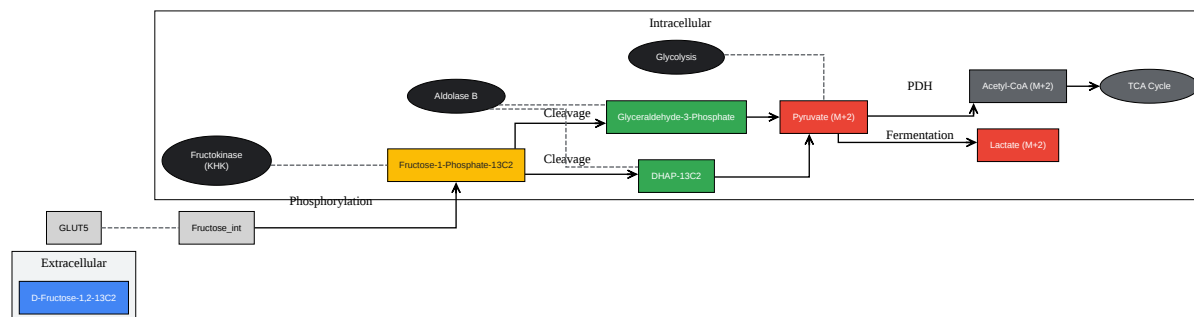 Intracellular
Glycolysis
PDH
Acetyl-CoA (M+2)
TCA Cycle
Aldolase B
Cleavage
Glyceraldehyde-3-Phosphate
Pyruvate (M+2)
Fermentation
Lactate (M+2)
Fructokinase
(KHK)
Fructose-1-Phosphate-13C2
Cleavage
DHAP-13C2
Phosphorylation
GLUT5
Fructose_int
Extracellular
D-Fructose-1,2-13C2